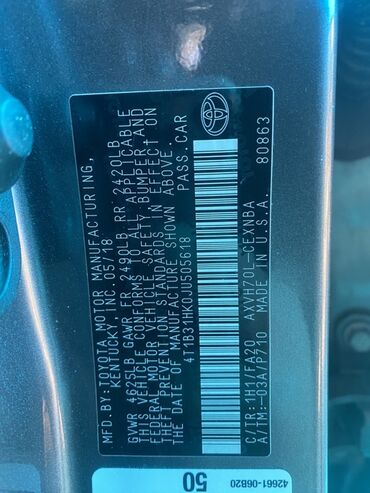 MFD. BY: TOYOTA MOTOR MANUFACTURING,
KENTUCKY, INC. 05/18
GVWR 4625LB GAWR FR 2490LB RR 2420LB
THIS VEHICLE CONFORMS TO ALL APPLICABLE
FEDERAL MOTOR VEHICLE SAFETY, BUMPER, AND
THEFT PREVENTION STANDARDS IN EFFECT ON
THE DATE OF MANUFACTURE SHOWN ABOVE.
4T1B31HK0JU505618 PASS. CAR
C/TR: 1H1/FA20 AXVH70L-CEXNBA
A/TM: -03A/P710 MADE IN U.S.A. 80863
42661-06B20
50